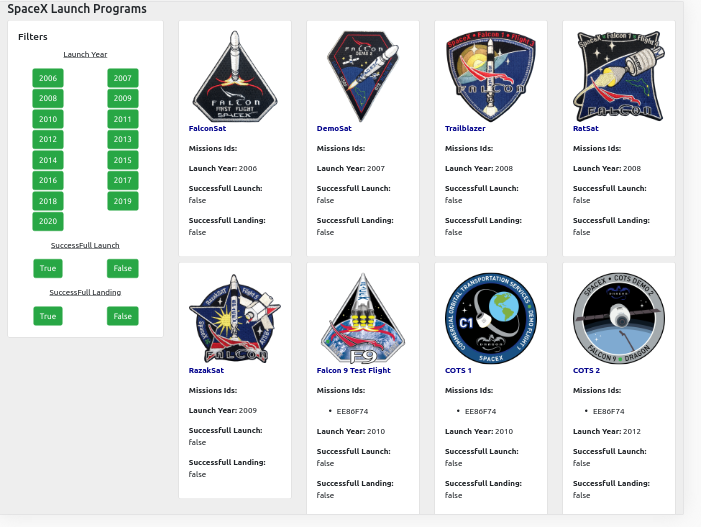 SpaceX Launch Programs
Filters
Launch Year
2006 2007
2008 2009
2010 2011
2012 2013
2014 2015
2016 2017
2018 2019
2020
SuccessFull Launch
True False
SuccessFull Landing
True False
FALCON
FIRST FLIGHT
SPACEX
FalconSat
Missions Ids:
Launch Year: 2006
Successfull Launch:
false
Successfull Landing:
false
FALCON
DemoSat
Missions Ids:
Launch Year: 2007
Successfull Launch:
false
Successfull Landing:
false
SpaceX • Falcon 1 • Flight
FALCON
Trailblazer
Missions Ids:
Launch Year: 2008
Successfull Launch:
false
Successfull Landing:
false
SpaceX • Falcon 1 • Flight
FALCON
RatSat
Missions Ids:
Launch Year: 2008
Successfull Launch:
false
Successfull Landing:
false
RazakSat Flight 5
FALCON
RazakSat
Missions Ids:
Launch Year: 2009
Successfull Launch:
false
Successfull Landing:
false
F9
Falcon 9 Test Flight
Missions Ids:
EE86F74
Launch Year: 2010
Successfull Launch:
false
Successfull Landing:
false
COMMERCIAL ORBITAL TRANSPORTATION SERVICES
DEMO FLIGHT
C1
DRAGON
SPACEX
COTS 1
Missions Ids:
EE86F74
Launch Year: 2010
Successfull Launch:
false
Successfull Landing:
false
SPACEX • COTS DEMO 2
FALCON 9 DRAGON
COTS 2
Missions Ids:
EE86F74
Launch Year: 2012
Successfull Launch:
false
Successfull Landing:
false